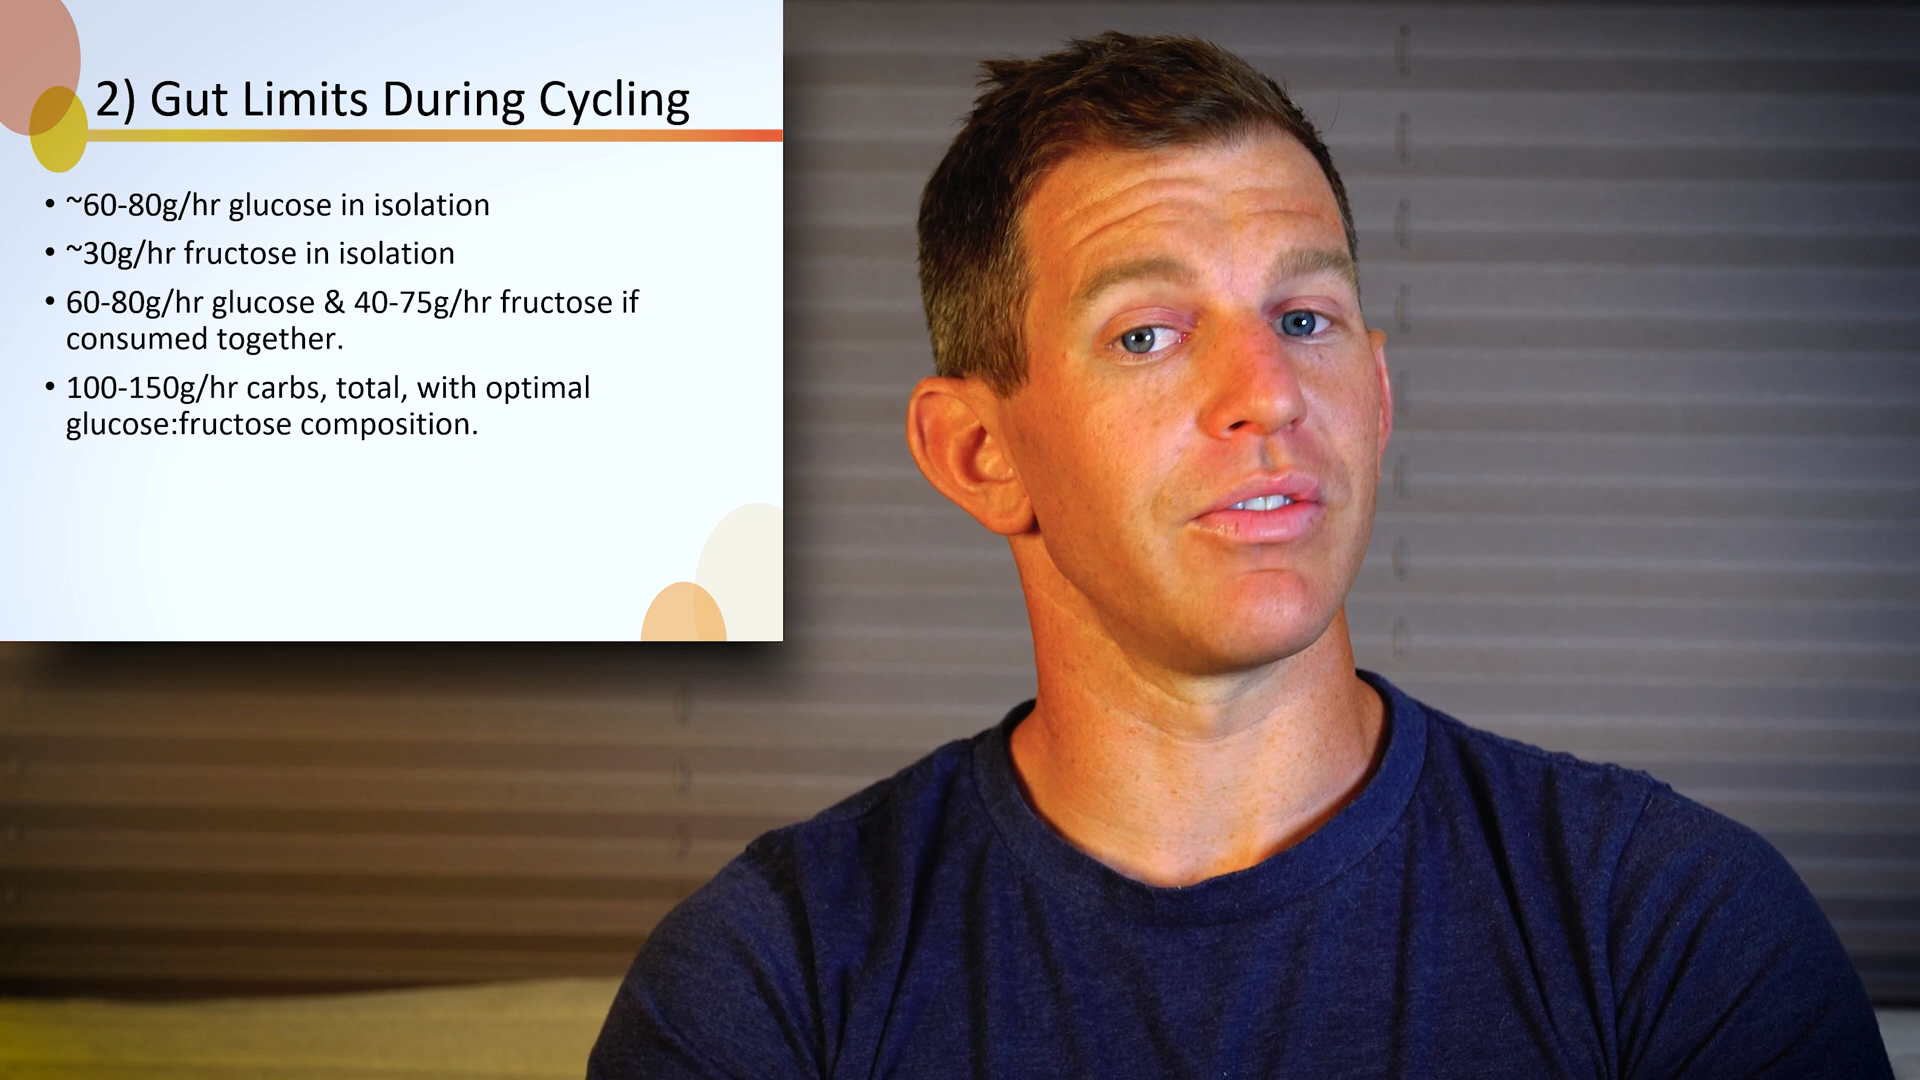 2) Gut Limits During Cycling
• ~60-80g/hr glucose in isolation
• ~30g/hr fructose in isolation
• 60-80g/hr glucose & 40-75g/hr fructose if
consumed together.
• 100-150g/hr carbs, total, with optimal
glucose:fructose composition.